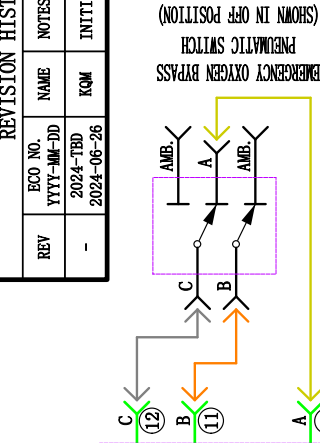 REVISION HIST
REV
ECO NO.
YYYY-MM-DD
NAME
NOTES
-
2024-TBD
2024-06-26
KQM
INITI
EMERGENCY OXYGEN BYPASS
PNEUMATIC SWITCH
(SHOWN IN OFF POSITION)
AMB.
A
AMB.
C
B
C
12
B
11
A